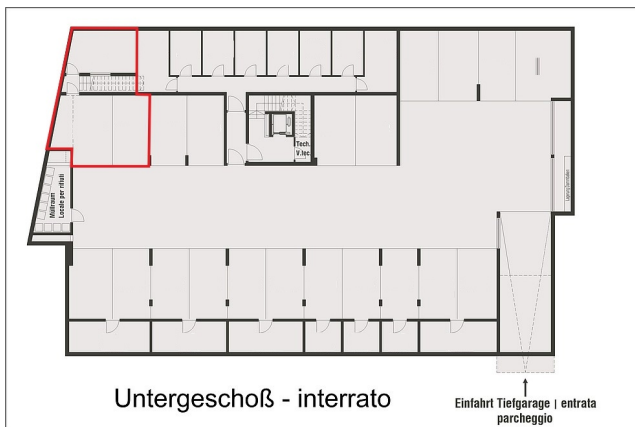 Tech.
V.tec
Müllraum
Locale per rifiuti
Untergeschoß - interrato
Einfahrt Tiefgarage | entrata
parcheggio